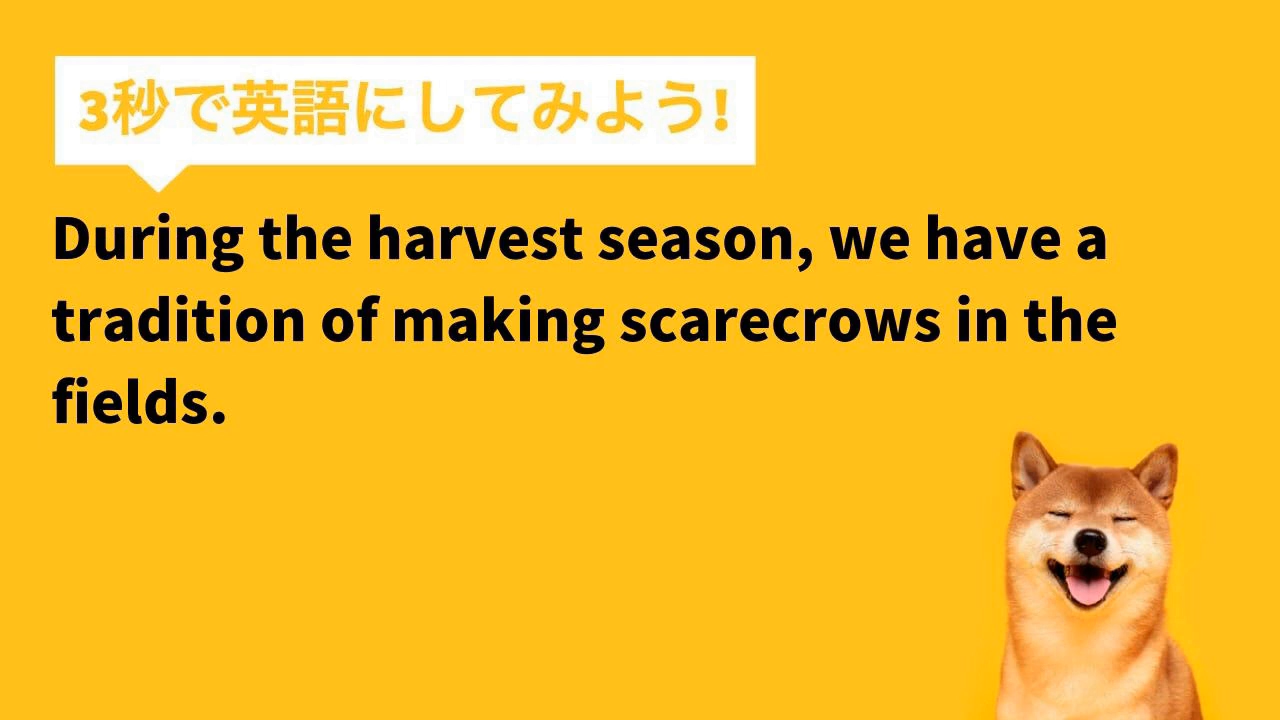 3秒で英語にしてみよう!
During the harvest season, we have a
tradition of making scarecrows in the
fields.